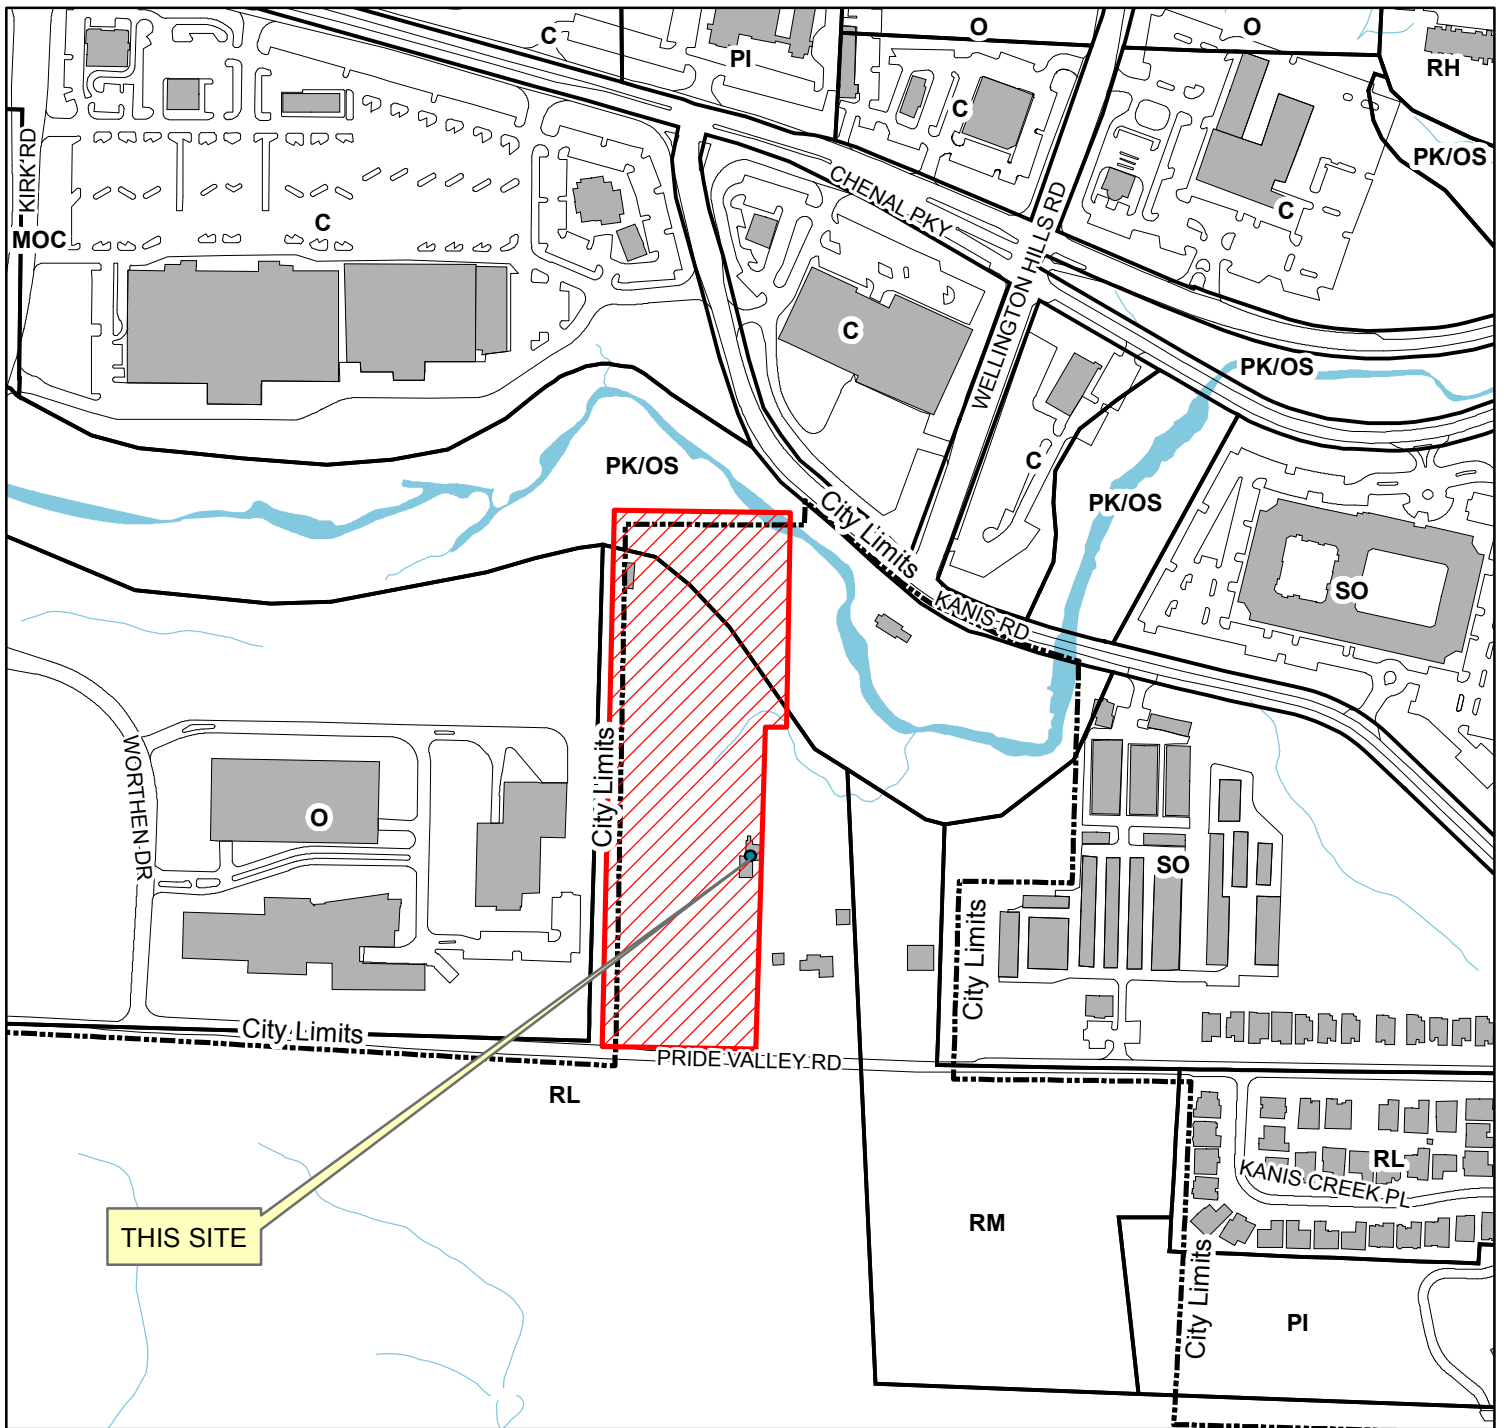 O
O
C
PI
RH
C
PK/OS
KIRK RD
CHENAL PKY
WELLINGTON HILLS RD
C
C
MOC
C
PK/OS
C
PK/OS
PK/OS
City Limits
SO
KANIS RD
City Limits
WORTHEN DR
O
SO
City Limits
City Limits
PRIDE VALLEY RD
RL
RL
KANIS CREEK PL
THIS SITE
RM
City Limits
PI